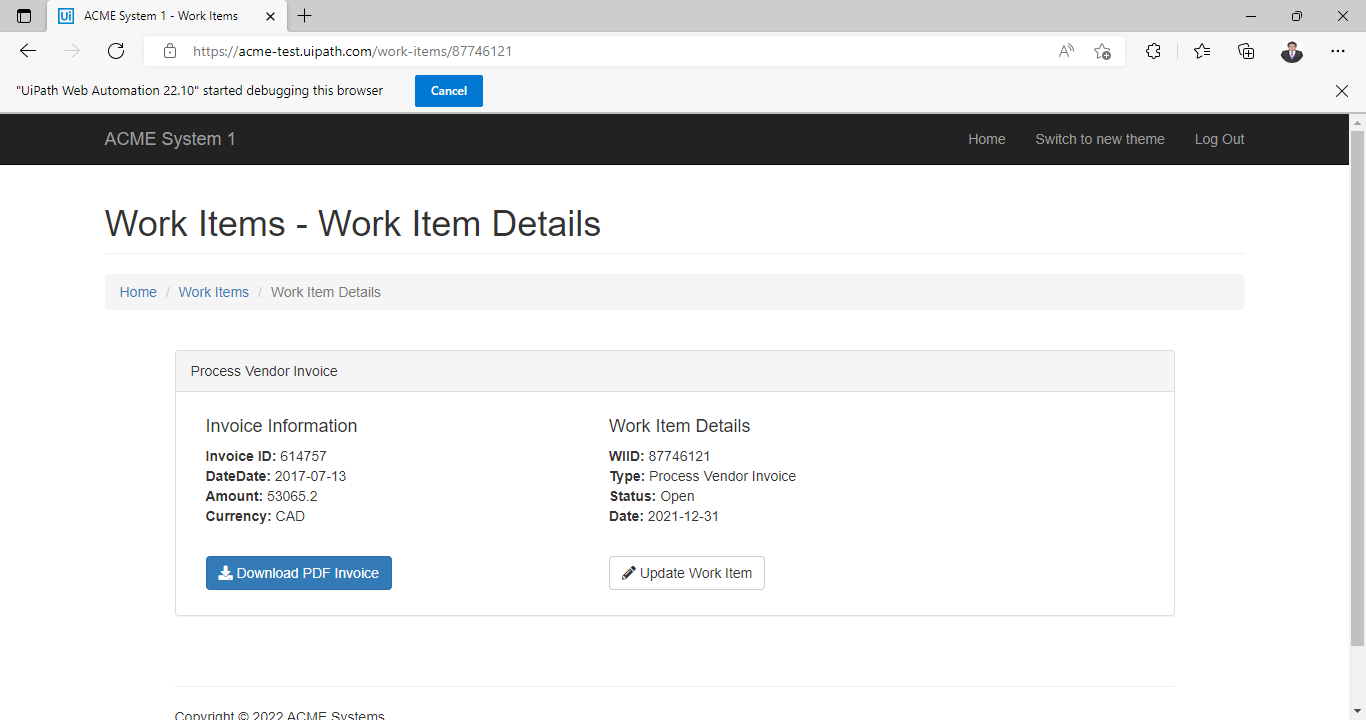 Ui ACME System 1 - Work Items
https://acme-test.uipath.com/work-items/87746121
"UiPath Web Automation 22.10" started debugging this browser Cancel
ACME System 1 Home Switch to new theme Log Out
Work Items - Work Item Details
Home / Work Items / Work Item Details
Process Vendor Invoice
Invoice Information
Invoice ID: 614757
DateDate: 2017-07-13
Amount: 53065.2
Currency: CAD
Download PDF Invoice
Work Item Details
WIID: 87746121
Type: Process Vendor Invoice
Status: Open
Date: 2021-12-31
Update Work Item
Copyright © 2022 ACME Systems.